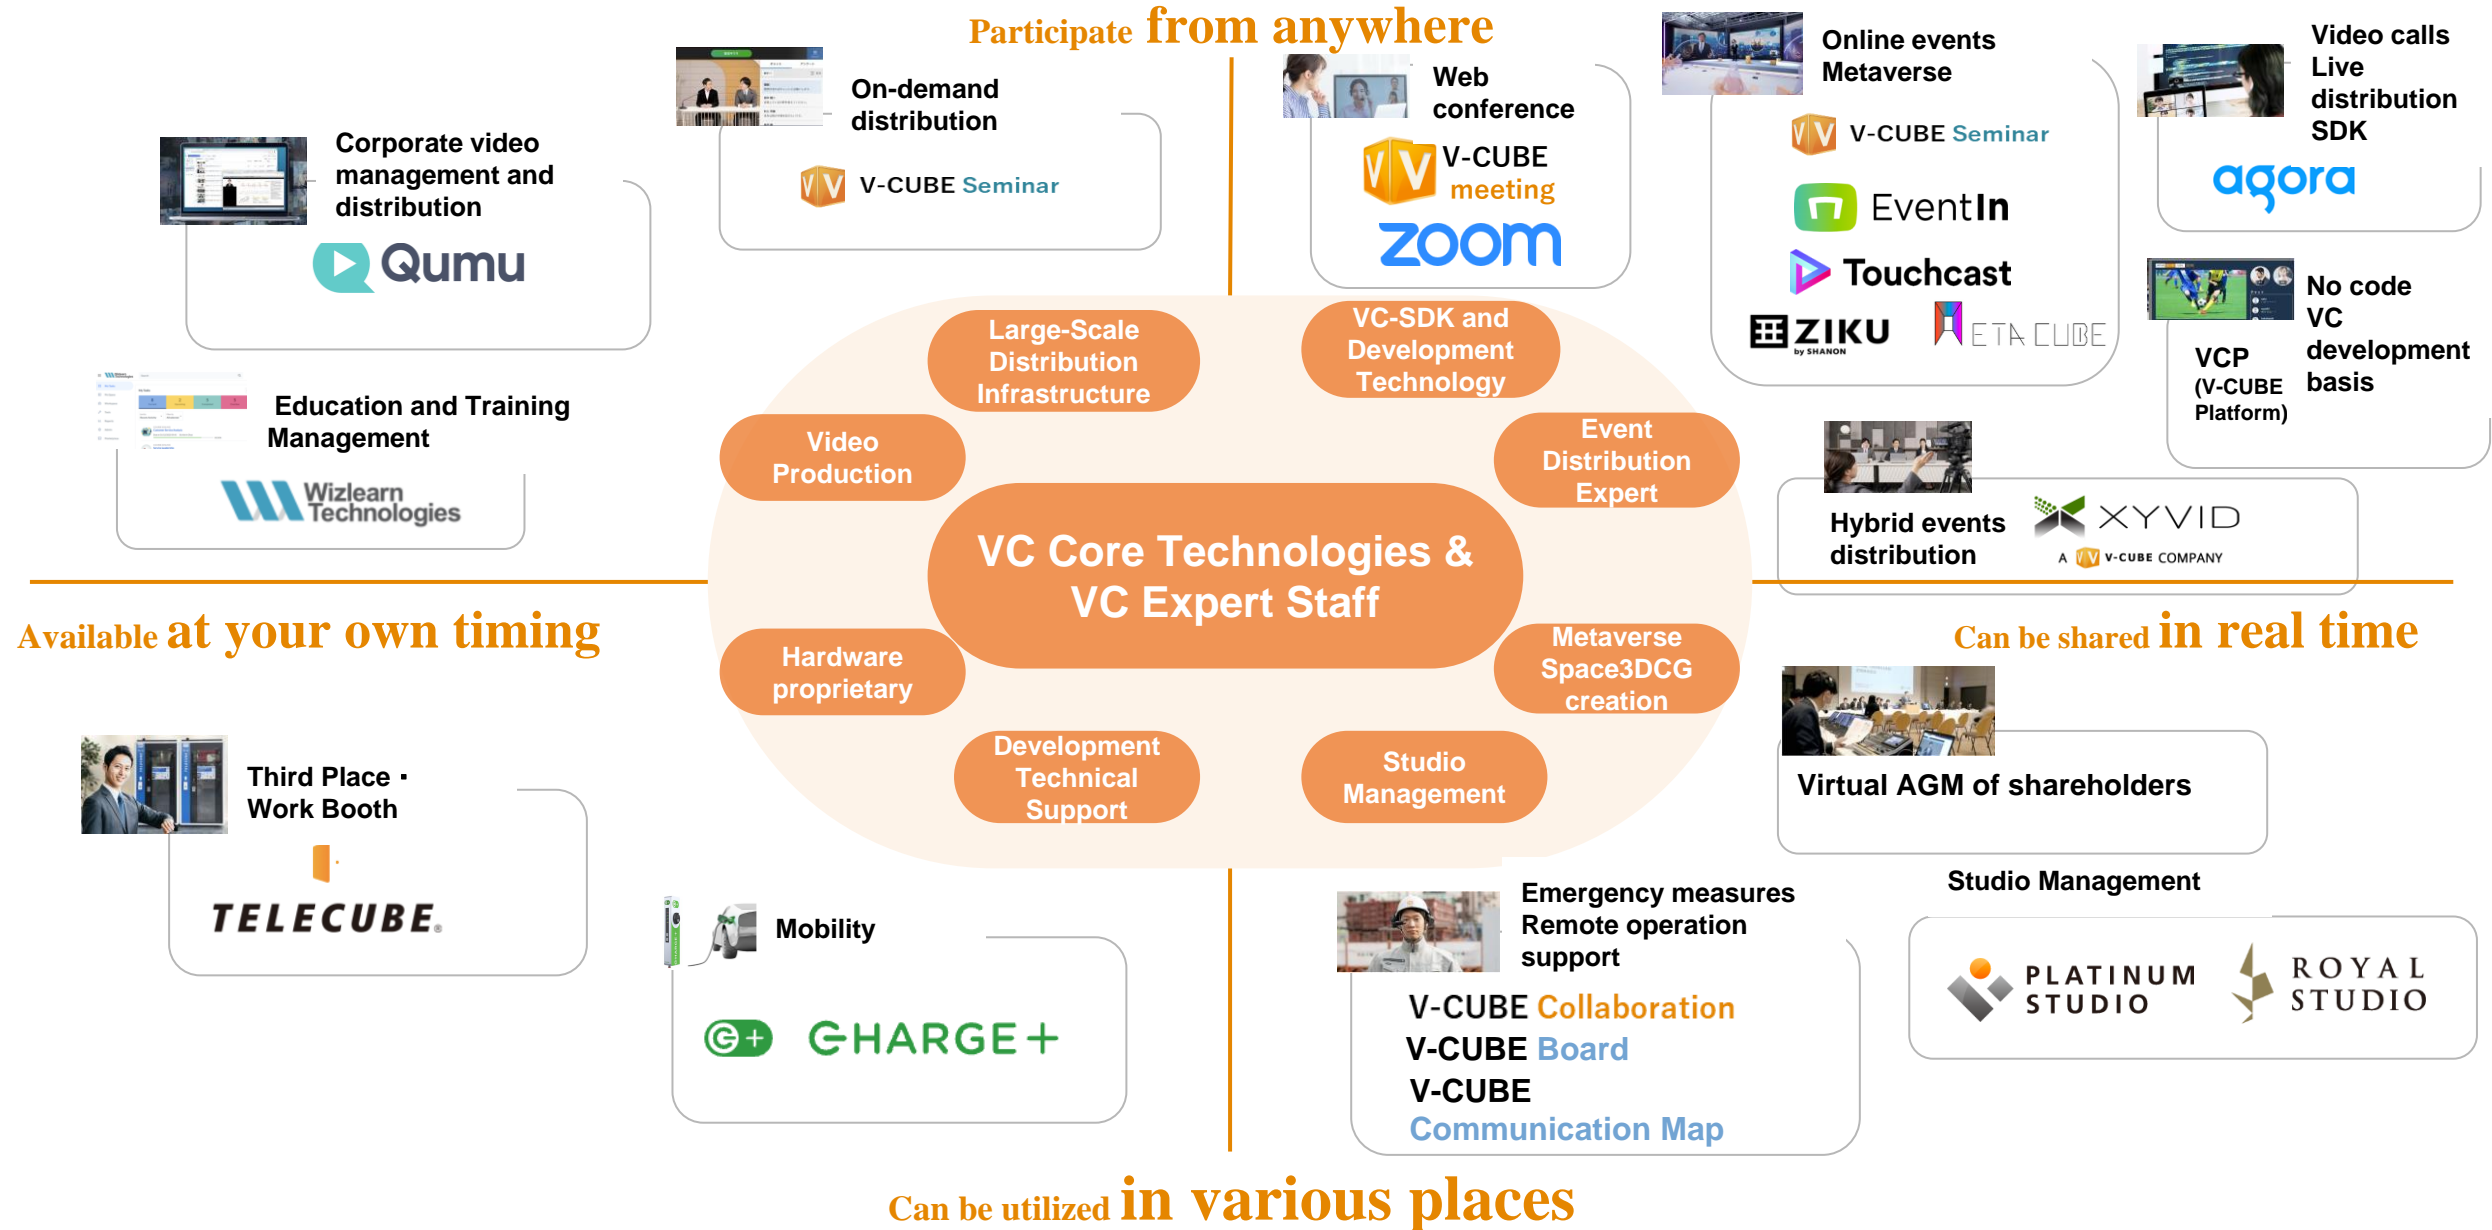 Participate from anywhere
Corporate video
management and
distribution
Qumu
On-demand
distribution
V-CUBE Seminar
Web
conference
V-CUBE
meeting
zoom
Online events
Metaverse
V-CUBE Seminar
EventIn
Touchcast
ZIKU
by SHANON
META CUBE
Video calls
Live
distribution
SDK
agora
No code
VC
development
basis
VCP
(V-CUBE
Platform)
Education and Training
Management
Wizlearn
Technologies
Hybrid events
distribution
XYVID
A V-CUBE COMPANY
Large-Scale
Distribution
Infrastructure
VC-SDK and
Development
Technology
Video
Production
Event
Distribution
Expert
VC Core Technologies &
VC Expert Staff
Hardware
proprietary
Metaverse
Space3DCG
creation
Development
Technical
Support
Studio
Management
Available at your own timing
Can be shared in real time
Third Place・
Work Booth
TELECUBE®
Mobility
CHARGE+
Virtual AGM of shareholders
Emergency measures
Remote operation
support
V-CUBE Collaboration
V-CUBE Board
V-CUBE
Communication Map
Studio Management
PLATINUM
STUDIO
ROYAL
STUDIO
Can be utilized in various places